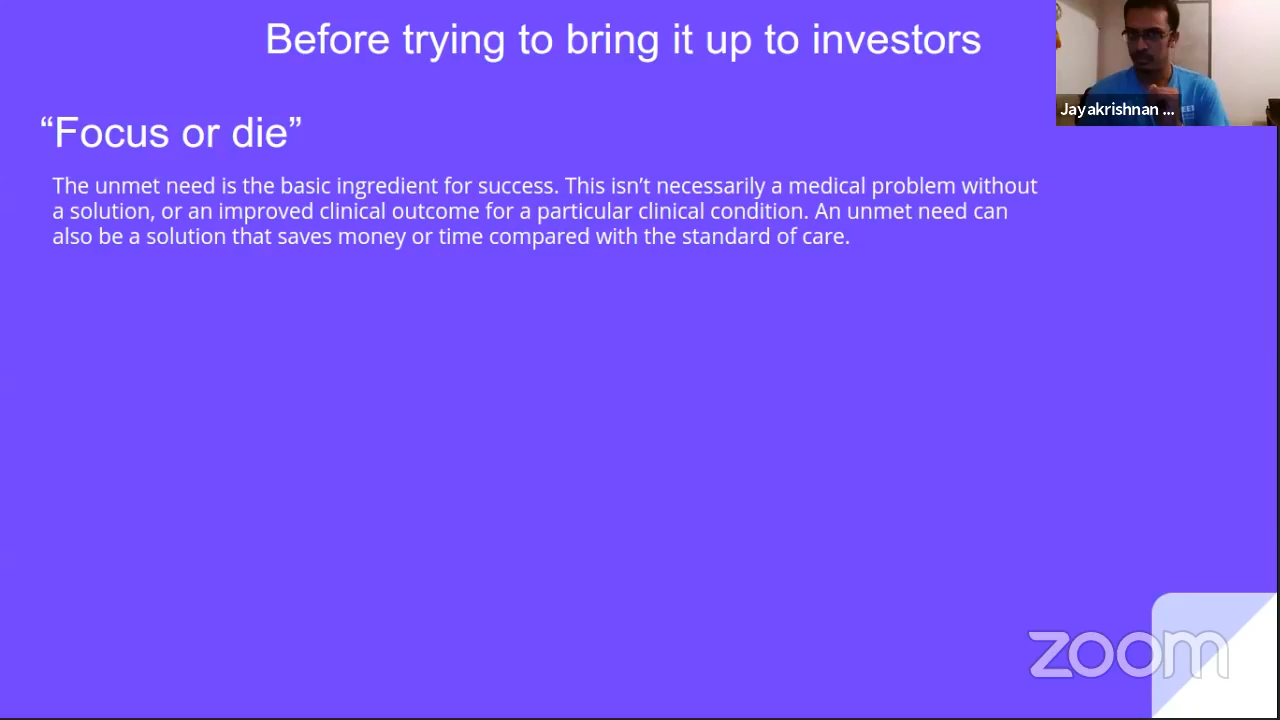 Before trying to bring it up to investors
Jayakrishnan ...
“Focus or die”
The unmet need is the basic ingredient for success. This isn’t necessarily a medical problem without
a solution, or an improved clinical outcome for a particular clinical condition. An unmet need can
also be a solution that saves money or time compared with the standard of care.
zoom